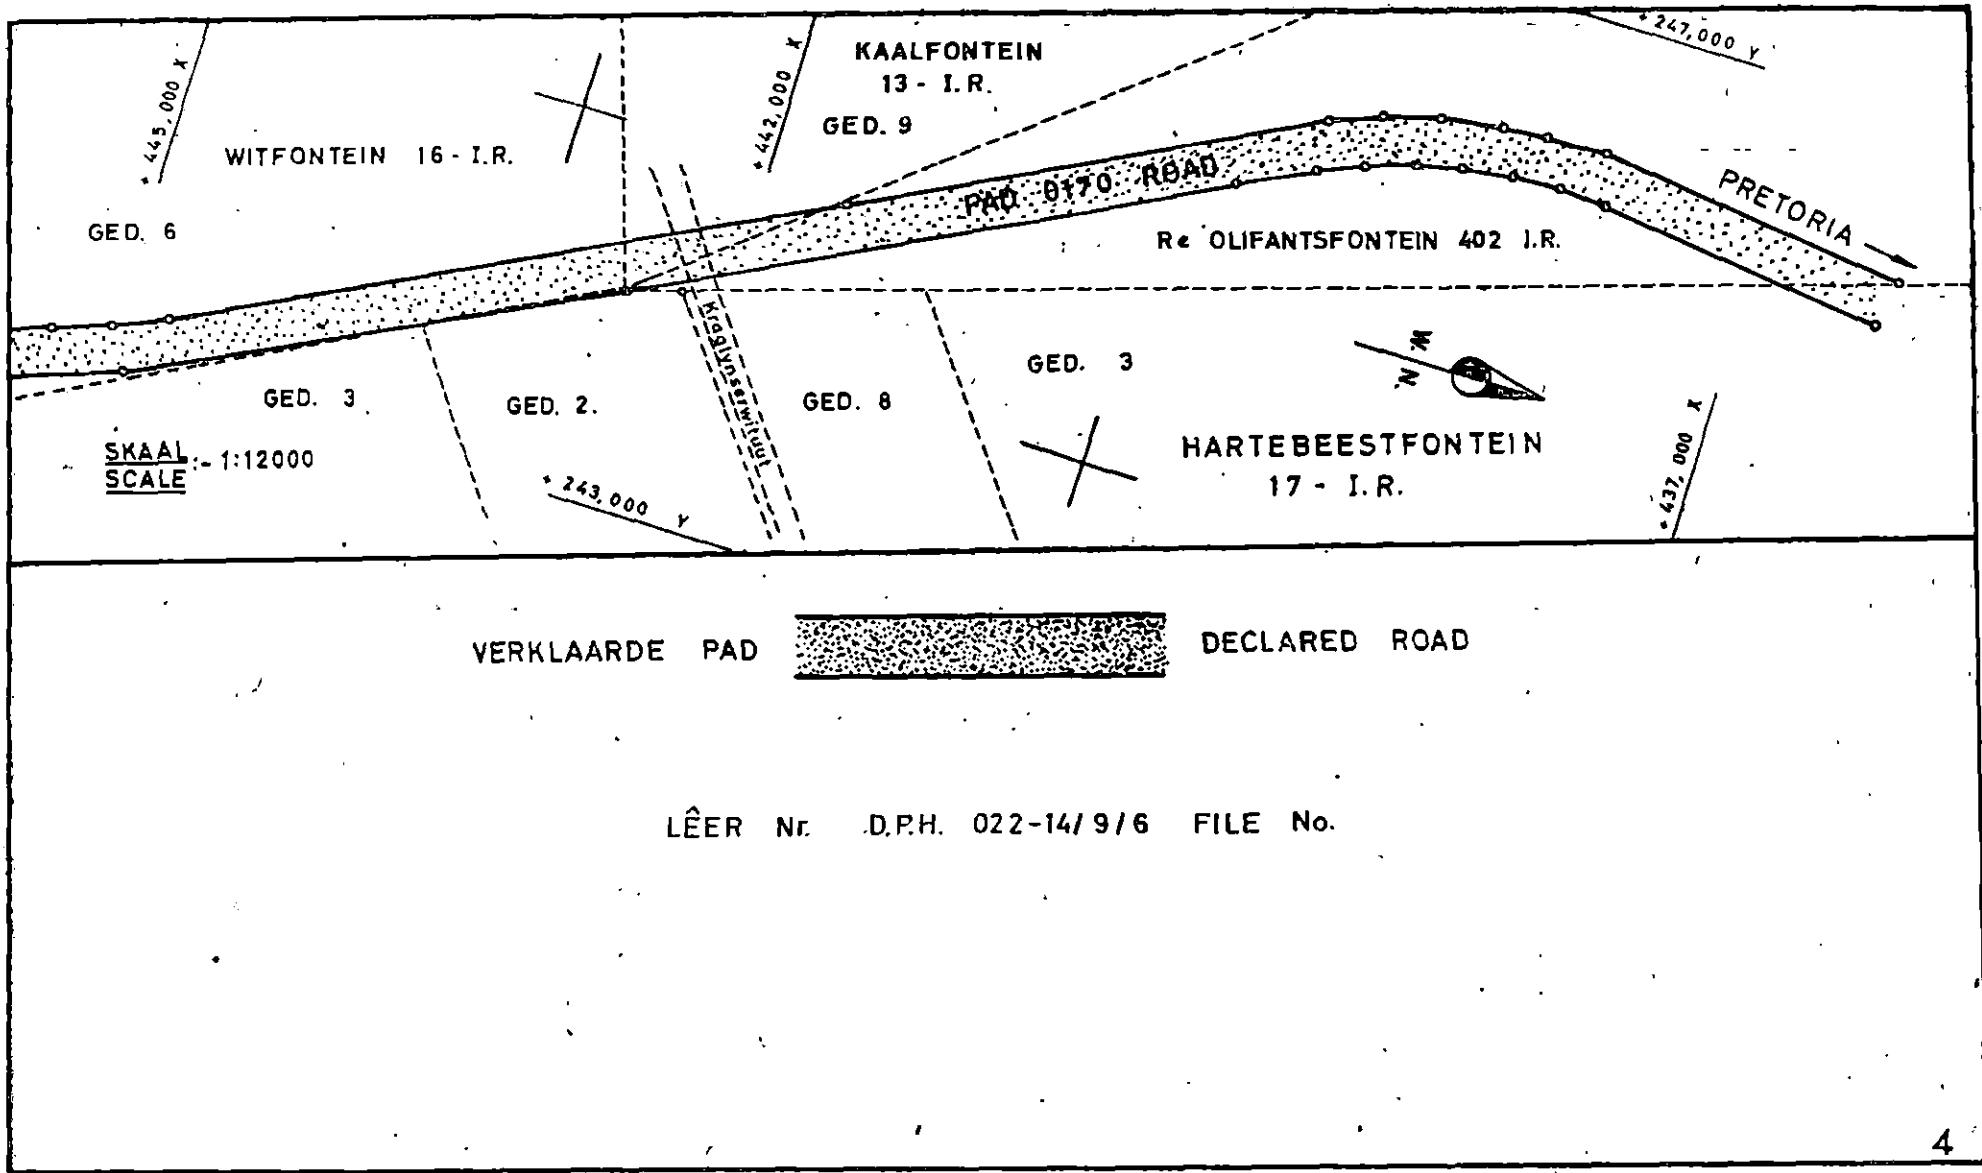 + 445,000 X
+ 442,000 X
KAALFONTEIN
13 - I.R.
GED. 9
+ 247,000 Y
WITFONTEIN 16 - I.R.
GED. 6
PAD 0170 ROAD
PRETORIA
Re OLIFANTSFONTEIN 402 I.R.
Kraglynserwituut
GED. 3
GED. 2.
GED. 8
GED. 3
W.
N.
SKAAL
SCALE :- 1:12000
+ 243,000 Y
HARTEBEESTFONTEIN
17 - I.R.
+ 437,000 X
VERKLAARDE PAD DECLARED ROAD
LÊER Nr. D.P.H. 022-14/9/6 FILE No.
4